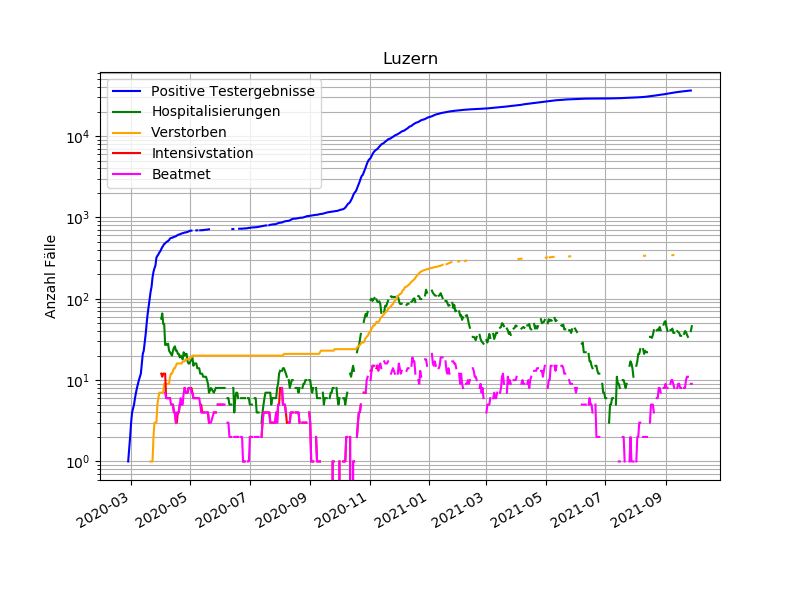 Luzern
Positive Testergebnisse
Hospitalisierungen
Verstorben
Intensivstation
Beatmet
Anzahl Fälle
10⁴
10³
10²
10¹
10⁰
2020-03
2020-05
2020-07
2020-09
2020-11
2021-01
2021-03
2021-05
2021-07
2021-09